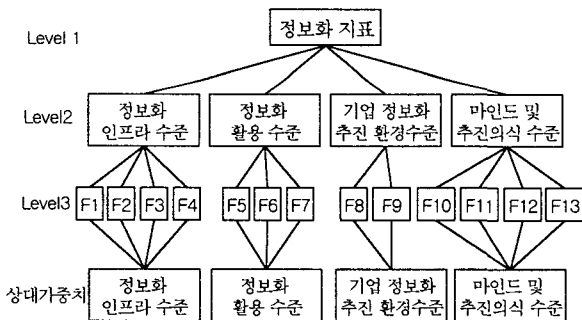 Level 1
정보화 지표
Level2
정보화
인프라 수준
정보화
활용 수준
기업 정보화
추진 환경수준
마인드 및
추진의식 수준
Level3
F1 F2 F3 F4 F5 F6 F7 F8 F9 F10 F11 F12 F13
상대가중치
정보화
인프라 수준
정보화
활용 수준
기업 정보화
추진 환경수준
마인드 및
추진의식 수준